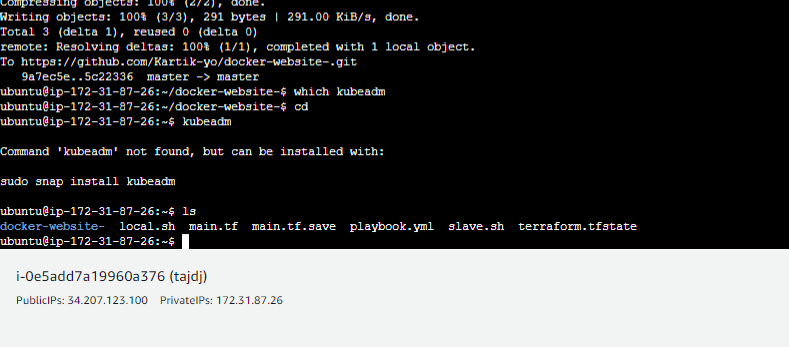 Compressing objects: 100% (2/2), done.
Writing objects: 100% (3/3), 291 bytes | 291.00 KiB/s, done.
Total 3 (delta 1), reused 0 (delta 0)
remote: Resolving deltas: 100% (1/1), completed with 1 local object.
To https://github.com/Kartik-yo/docker-website-.git
   9a7ec5e..5c22336  master -> master
ubuntu@ip-172-31-87-26:~/docker-website-$ which kubeadm
ubuntu@ip-172-31-87-26:~/docker-website-$ cd
ubuntu@ip-172-31-87-26:~$ kubeadm
Command 'kubeadm' not found, but can be installed with:
sudo snap install kubeadm
ubuntu@ip-172-31-87-26:~$ ls
docker-website-  local.sh  main.tf  main.tf.save  playbook.yml  slave.sh  terraform.tfstate
ubuntu@ip-172-31-87-26:~$
i-0e5add7a19960a376 (tajdj)
PublicIPs: 34.207.123.100   PrivateIPs: 172.31.87.26